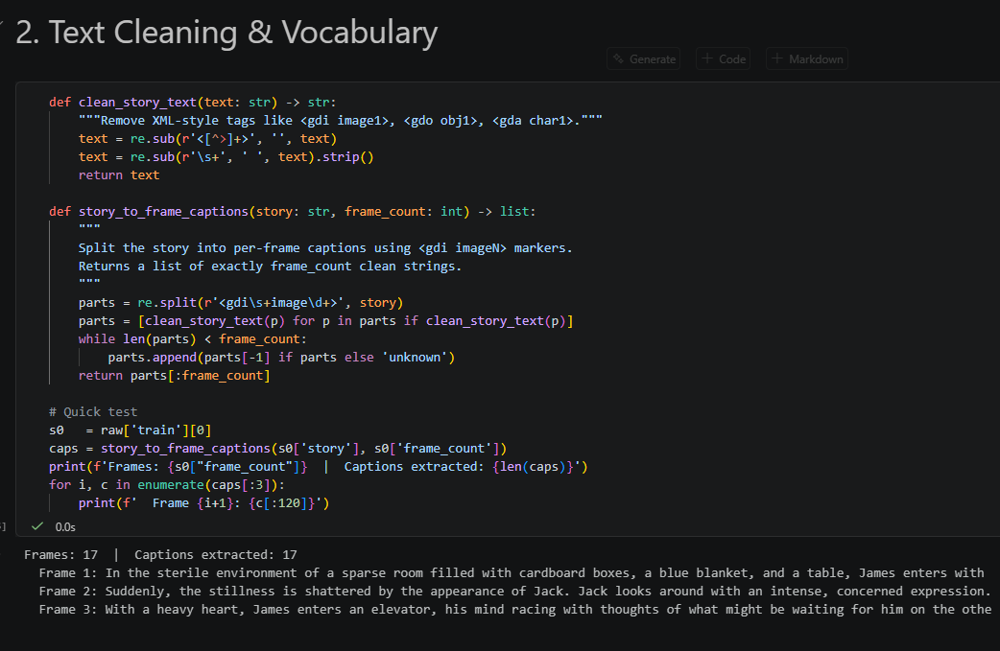 2. Text Cleaning & Vocabulary
Generate
+ Code
+ Markdown
def clean_story_text(text: str) -> str:
    """Remove XML-style tags like <gdi image1>, <gdo obj1>, <gda char1>."""
    text = re.sub(r'<[^>]+>', '', text)
    text = re.sub(r'\s+', ' ', text).strip()
    return text
def story_to_frame_captions(story: str, frame_count: int) -> list:
    """
    Split the story into per-frame captions using <gdi imageN> markers.
    Returns a list of exactly frame_count clean strings.
    """
    parts = re.split(r'<gdi\s+image\d+>', story)
    parts = [clean_story_text(p) for p in parts if clean_story_text(p)]
    while len(parts) < frame_count:
        parts.append(parts[-1] if parts else 'unknown')
    return parts[:frame_count]
# Quick test
s0   = raw['train'][0]
caps = story_to_frame_captions(s0['story'], s0['frame_count'])
print(f'Frames: {s0["frame_count"]}  |  Captions extracted: {len(caps)}')
for i, c in enumerate(caps[:3]):
    print(f'  Frame {i+1}: {c[:120]}')
0.0s
Frames: 17  |  Captions extracted: 17
  Frame 1: In the sterile environment of a sparse room filled with cardboard boxes, a blue blanket, and a table, James enters with
  Frame 2: Suddenly, the stillness is shattered by the appearance of Jack. Jack looks around with an intense, concerned expression.
  Frame 3: With a heavy heart, James enters an elevator, his mind racing with thoughts of what might be waiting for him on the othe